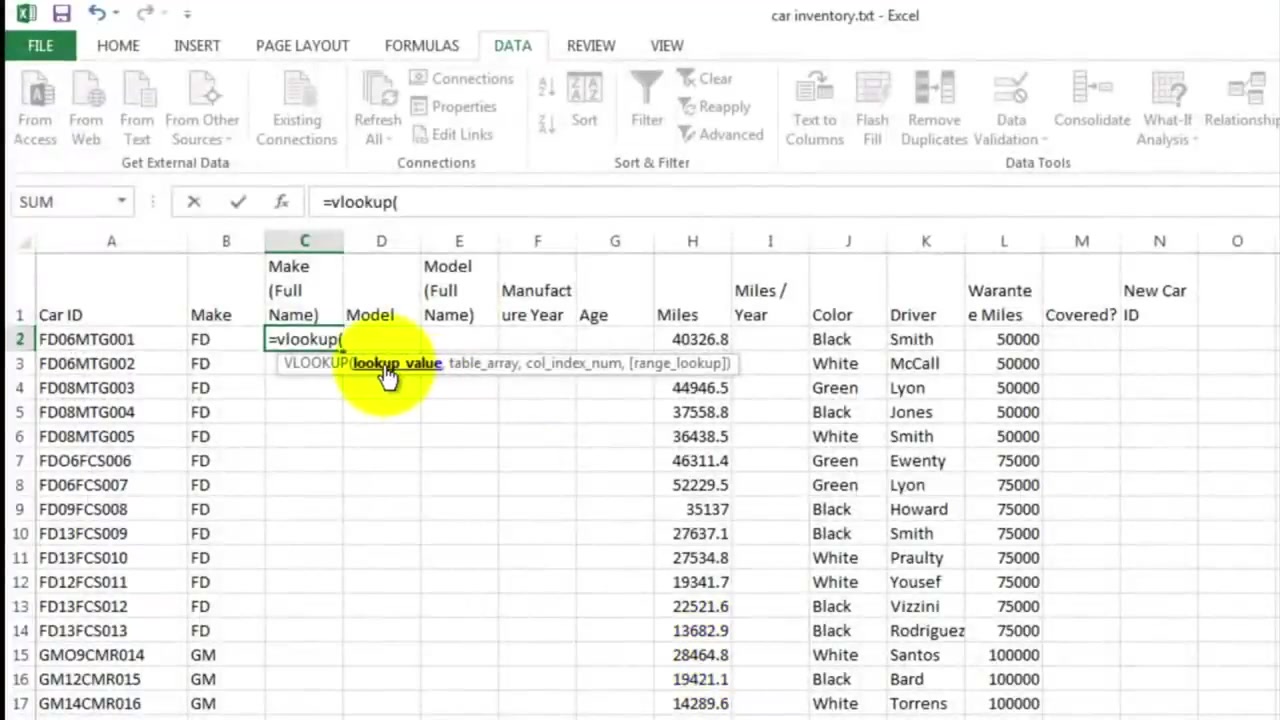 car inventory.txt - Excel
FILE HOME INSERT PAGE LAYOUT FORMULAS DATA REVIEW VIEW
From Access
From Web
From Text
From Other Sources
Existing Connections
Get External Data
Refresh All
Connections
Properties
Edit Links
Connections
Sort
Filter
Clear
Reapply
Advanced
Sort & Filter
Text to Columns
Flash Fill
Remove Duplicates
Data Validation
Consolidate
What-If Analysis
Relationship
Data Tools
SUM fx =vlookup(
A B C D E F G H I J K L M N O
1 Car ID Make Make (Full Name) Model Model (Full Name) Manufacture Year Age Miles Miles / Year Color Driver Warante e Miles Covered? New Car ID
2 FD06MTG001 FD =vlookup( 40326.8 Black Smith 50000
VLOOKUP(lookup_value, table_array, col_index_num, [range_lookup])
3 FD06MTG002 FD White McCall 50000
4 FD08MTG003 FD 44946.5 Green Lyon 50000
5 FD08MTG004 FD 37558.8 Black Jones 50000
6 FD08MTG005 FD 36438.5 White Smith 50000
7 FDO6FCS006 FD 46311.4 Green Ewenty 75000
8 FD06FCS007 FD 52229.5 Green Lyon 75000
9 FD09FCS008 FD 35137 Black Howard 75000
10 FD13FCS009 FD 27637.1 Black Smith 75000
11 FD13FCS010 FD 27534.8 White Praulty 75000
12 FD12FCS011 FD 19341.7 White Yousef 75000
13 FD13FCS012 FD 22521.6 Black Vizzini 75000
14 FD13FCS013 FD 13682.9 Black Rodriguez 75000
15 GMO9CMR014 GM 28464.8 White Santos 100000
16 GM12CMR015 GM 19421.1 Black Bard 100000
17 GM14CMR016 GM 14289.6 White Torrens 100000